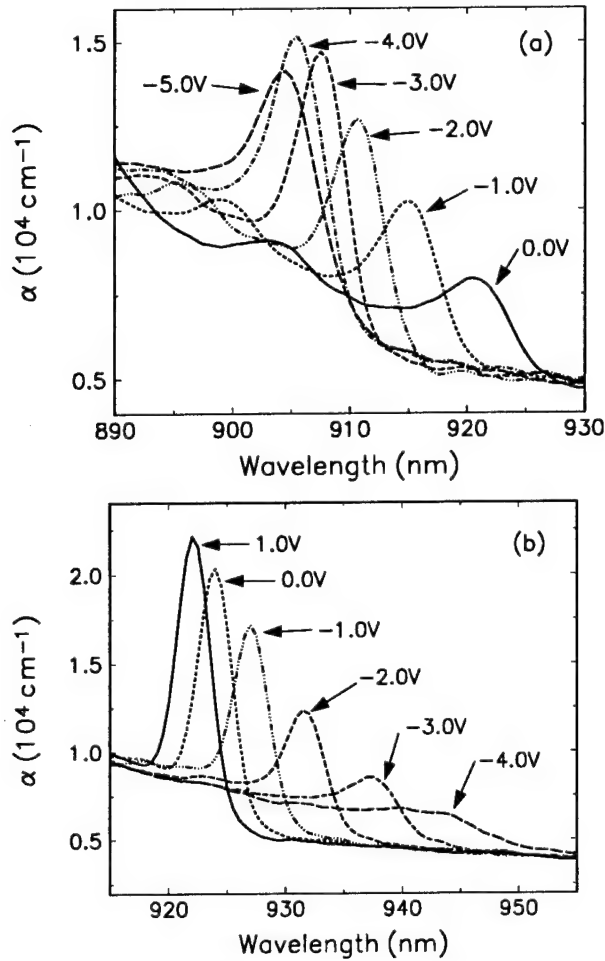 (a)
1.5
1.0
0.5
α (10⁴ cm⁻¹)
−4.0V
−3.0V
−5.0V
−2.0V
−1.0V
0.0V
890 900 910 920 930
Wavelength (nm)
(b)
2.0
1.5
1.0
0.5
α (10⁴ cm⁻¹)
1.0V
0.0V
−1.0V
−2.0V
−3.0V
−4.0V
920 930 940 950
Wavelength (nm)